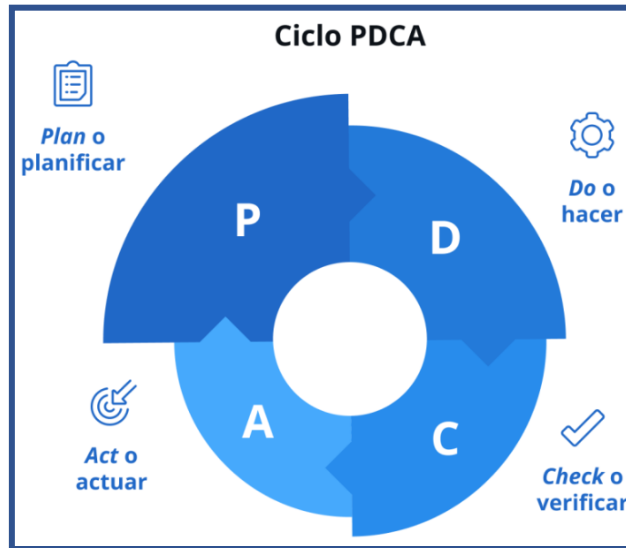 Ciclo PDCA
Plan o
planificar
Do o
hacer
P
D
A
C
Act o
actuar
Check o
verificar